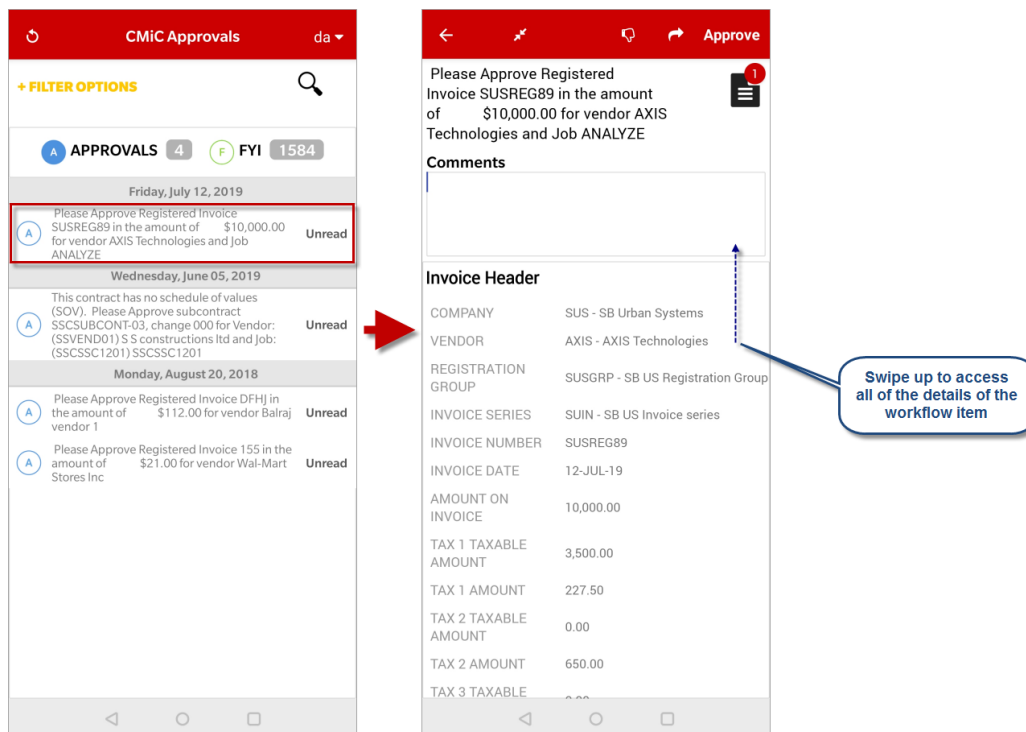 CMiC Approvals
da
+ FILTER OPTIONS
A APPROVALS 4 F FYI 1584
Friday, July 12, 2019
A
Please Approve Registered Invoice
SUSREG89 in the amount of $10,000.00
for vendor AXIS Technologies and Job
ANALYZE
Unread
Wednesday, June 05, 2019
A
This contract has no schedule of values
(SOV). Please Approve subcontract
SSCSUBCONT-03, change 000 for Vendor:
(SSVEND01) S S constructions ltd and Job:
(SSCSSC1201) SSCSSC1201
Unread
Monday, August 20, 2018
A
Please Approve Registered Invoice DFHJ in
the amount of $112.00 for vendor Balraj
vendor 1
Unread
A
Please Approve Registered Invoice 155 in the
amount of $21.00 for vendor Wal-Mart
Stores Inc
Unread
Approve
Please Approve Registered
Invoice SUSREG89 in the amount
of $10,000.00 for vendor AXIS
Technologies and Job ANALYZE
1
Comments
Invoice Header
COMPANY SUS - SB Urban Systems
VENDOR AXIS - AXIS Technologies
REGISTRATION
GROUP
SUSGRP - SB US Registration Group
INVOICE SERIES SUIN - SB US Invoice series
INVOICE NUMBER SUSREG89
INVOICE DATE 12-JUL-19
AMOUNT ON
INVOICE
10,000.00
TAX 1 TAXABLE
AMOUNT
3,500.00
TAX 1 AMOUNT 227.50
TAX 2 TAXABLE
AMOUNT
0.00
TAX 2 AMOUNT 650.00
TAX 3 TAXABLE
Swipe up to access
all of the details of the
workflow item